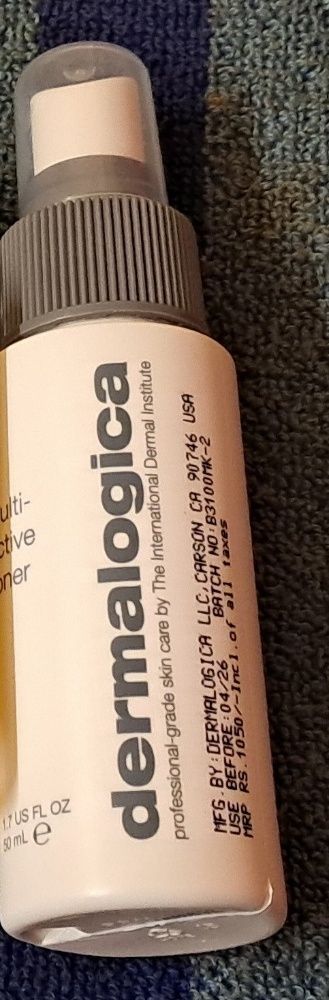 ulti-
ctive
oner
1.7 US FL OZ
50 mL ℮
dermalogica
professional-grade skin care by The International Dermal Institute
MFG.BY:DERMALOGICA LLC,CARSON CA 90746 USA
USE BEFORE:04/26 BATCH NO:B3100MK-2
MRP RS.1050/-Incl.of all taxes